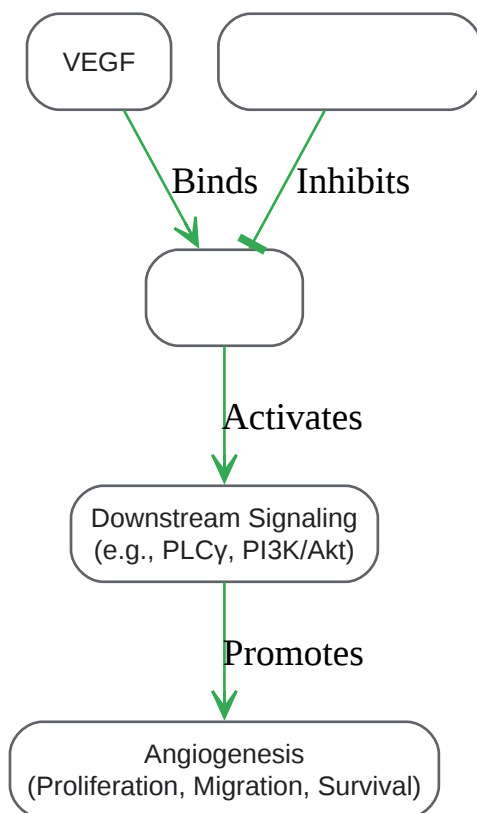 VEGF
Binds
Inhibits
Activates
Downstream Signaling
(e.g., PLCγ, PI3K/Akt)
Promotes
Angiogenesis
(Proliferation, Migration, Survival)